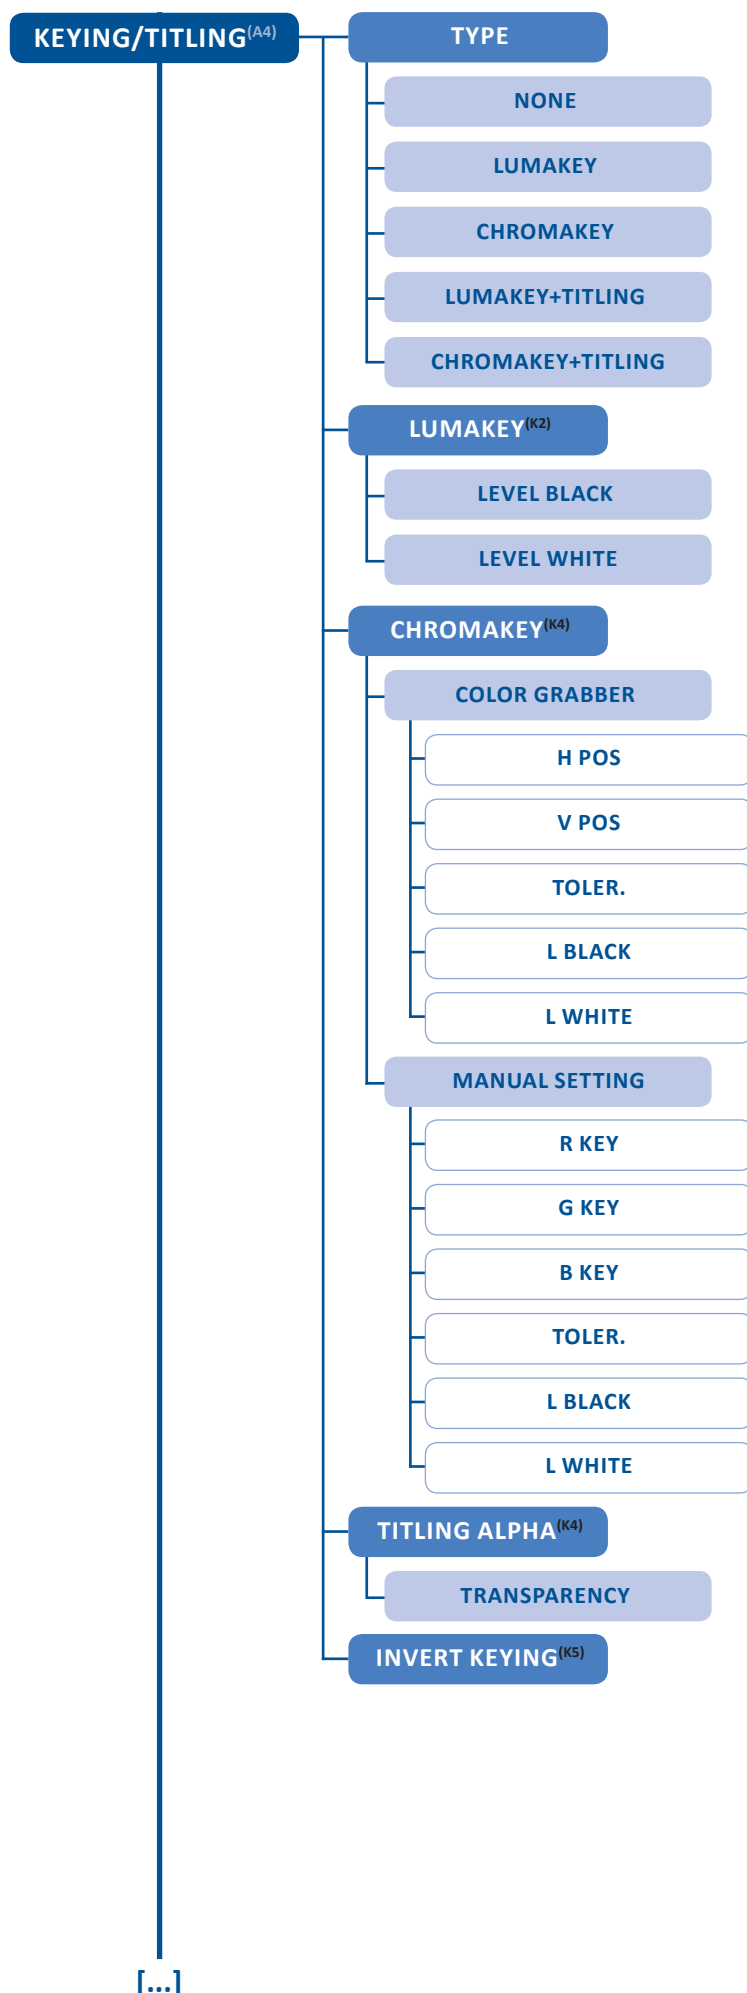 KEYING/TITLING(A4)
TYPE
NONE
LUMAKEY
CHROMAKEY
LUMAKEY+TITLING
CHROMAKEY+TITLING
LUMAKEY(K2)
LEVEL BLACK
LEVEL WHITE
CHROMAKEY(K4)
COLOR GRABBER
H POS
V POS
TOLER.
L BLACK
L WHITE
MANUAL SETTING
R KEY
G KEY
B KEY
TOLER.
L BLACK
L WHITE
TITLING ALPHA(K4)
TRANSPARENCY
INVERT KEYING(K5)
[...]